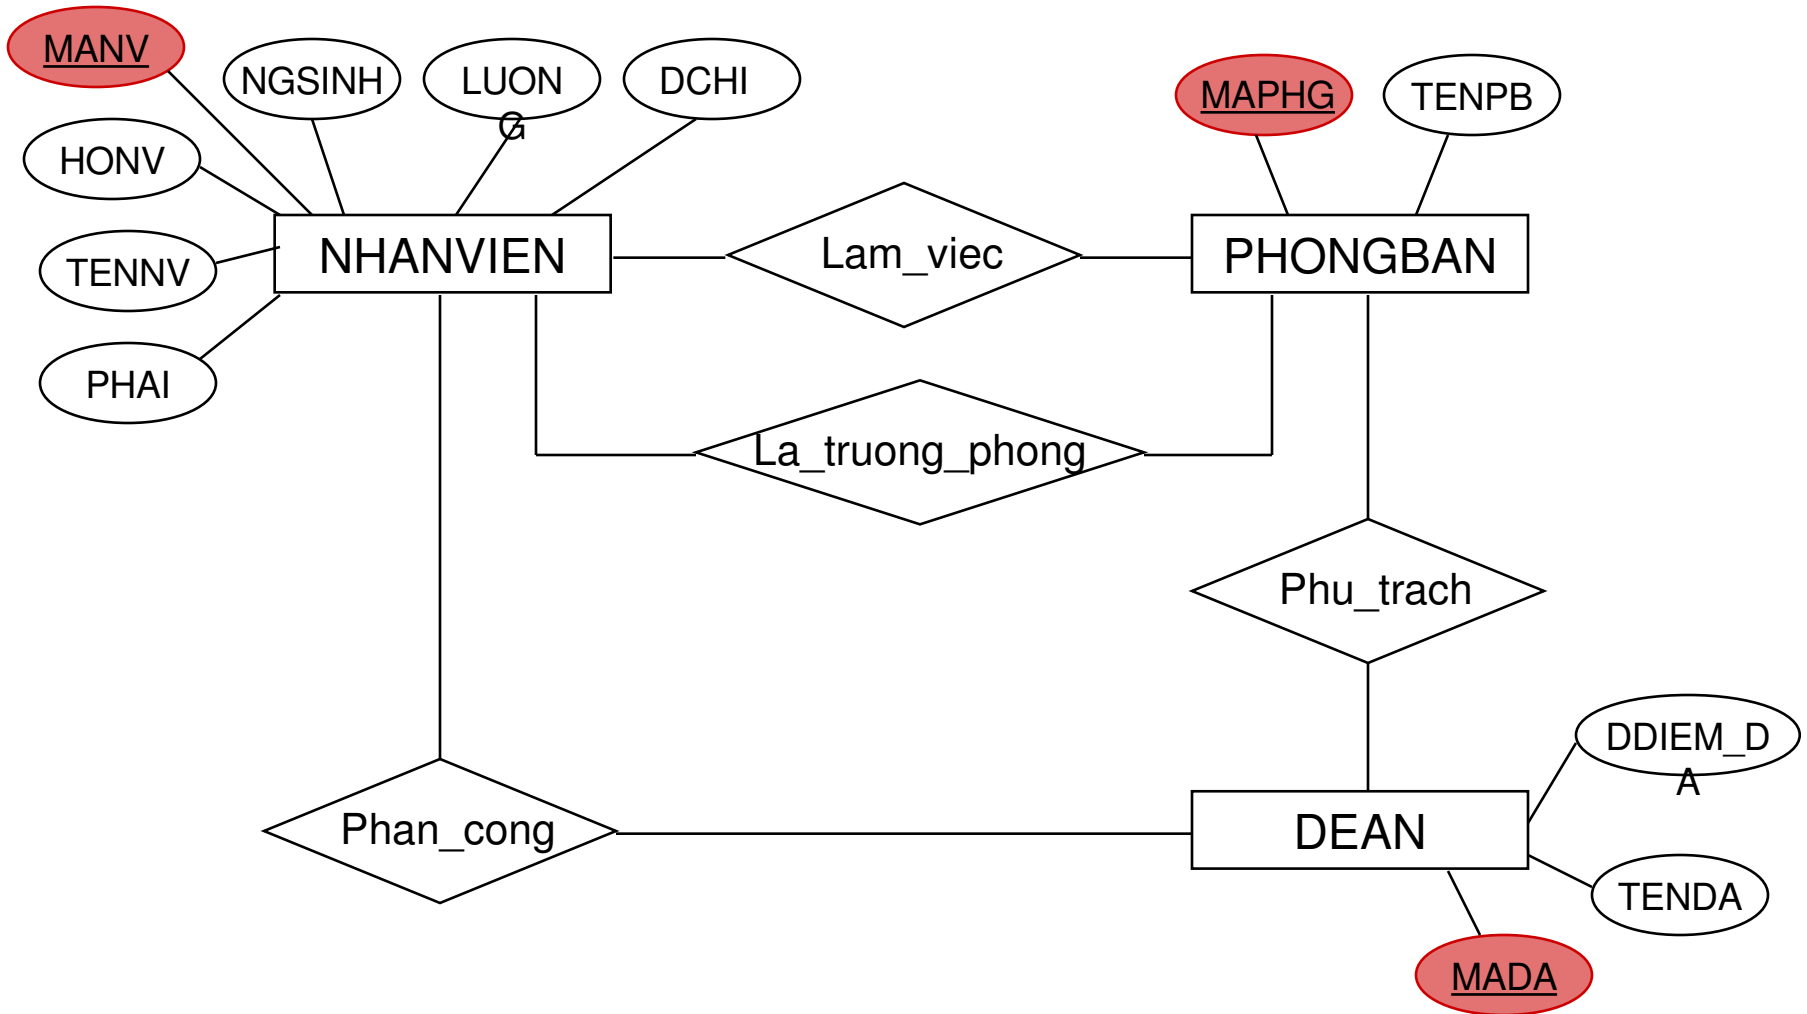 MANV
NGSINH
LUON
G
DCHI
MAPHG
TENPB
HONV
TENNV
PHAI
NHANVIEN
Lam_viec
PHONGBAN
La_truong_phong
Phu_trach
Phan_cong
DEAN
DDIEM_D
A
TENDA
MADA